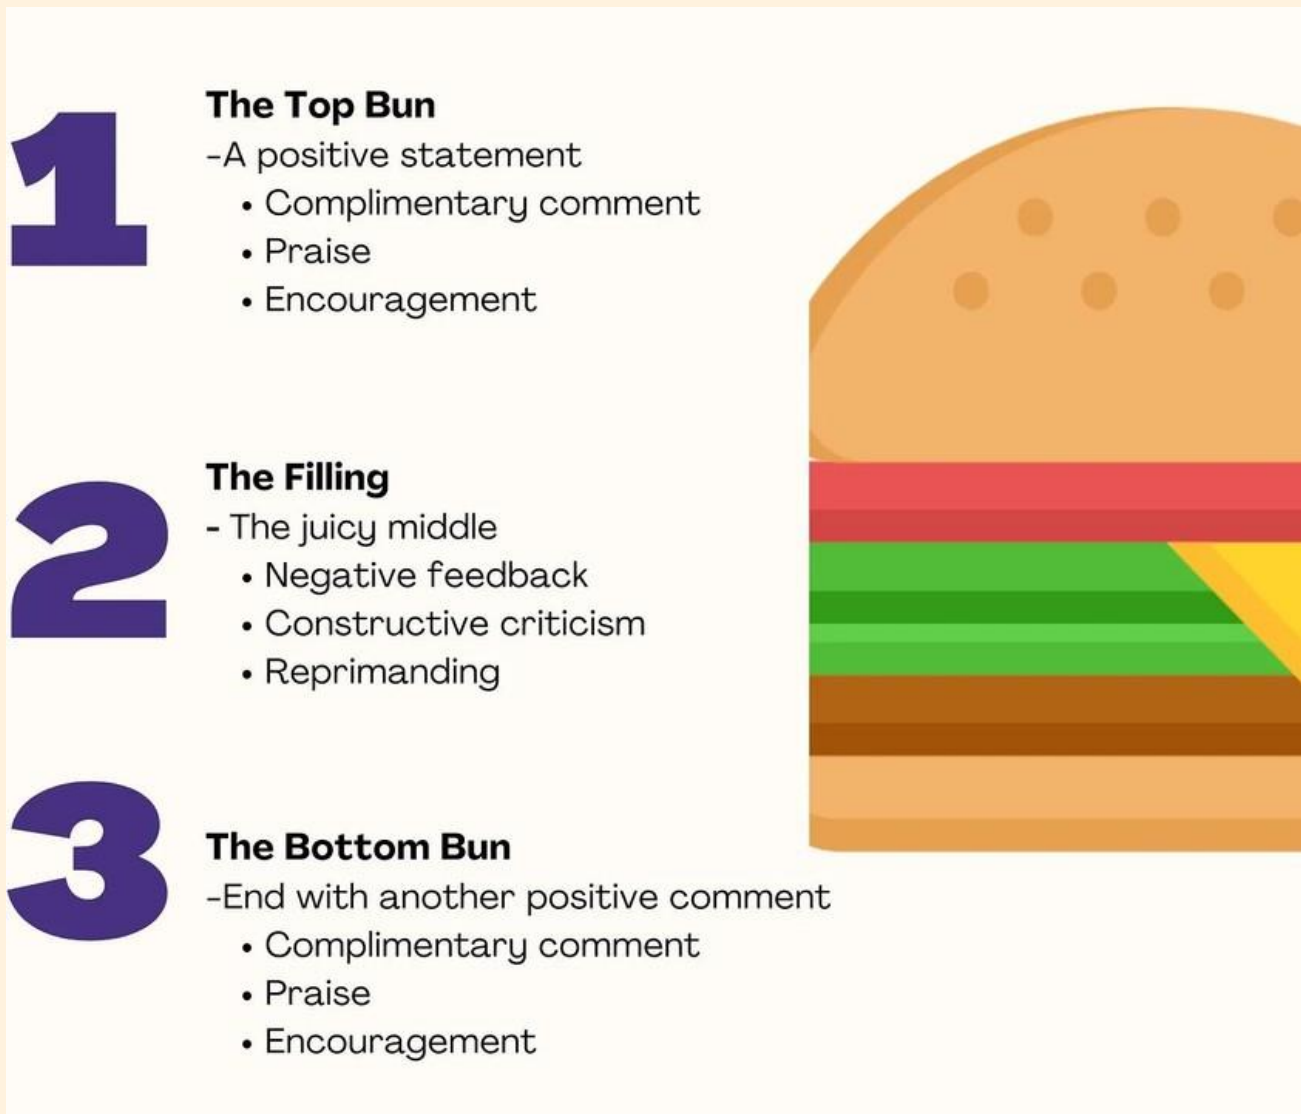 1
The Top Bun
-A positive statement
• Complimentary comment
• Praise
• Encouragement
2
The Filling
- The juicy middle
• Negative feedback
• Constructive criticism
• Reprimanding
3
The Bottom Bun
-End with another positive comment
• Complimentary comment
• Praise
• Encouragement